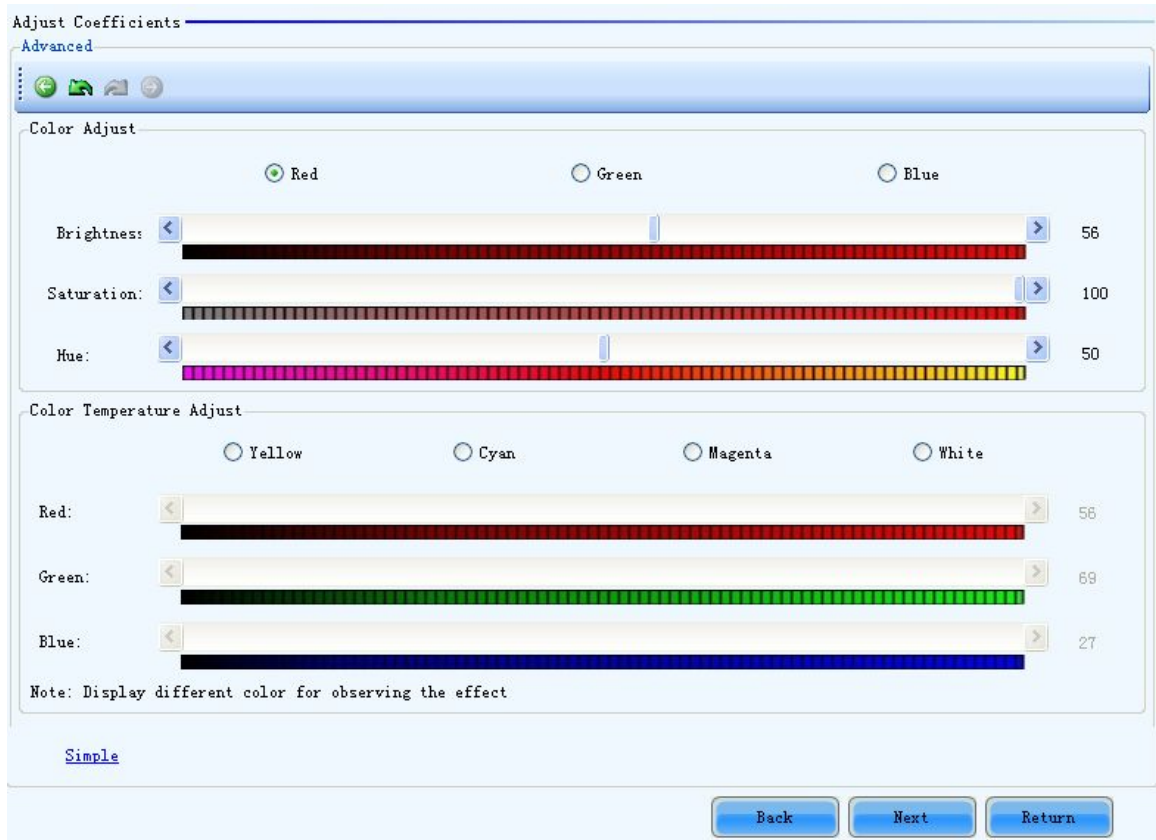 Adjust Coefficients
Advanced
Color Adjust
Red Green Blue
Brightness 56
Saturation: 100
Hue: 50
Color Temperature Adjust
Yellow Cyan Magenta White
Red: 56
Green: 69
Blue: 27
Note: Display different color for observing the effect
Simple
Back Next Return